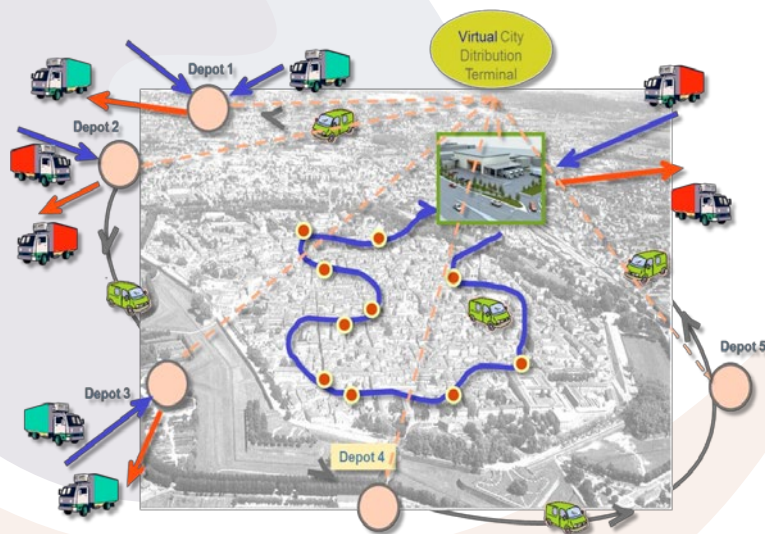 Virtual City
Ditribution
Terminal
Depot 1
Depot 2
Depot 3
Depot 4
Depot 5